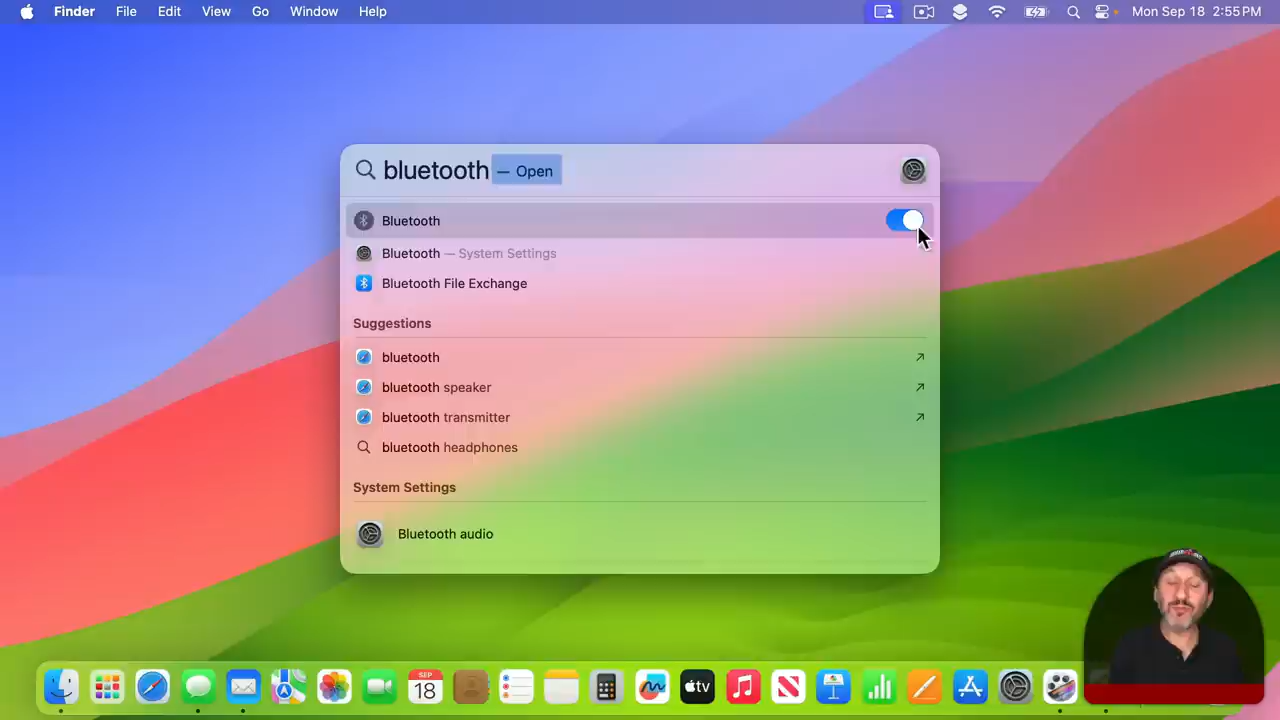 Finder File Edit View Go Window Help Mon Sep 18 2:55 PM
bluetooth — Open
Bluetooth
Bluetooth — System Settings
Bluetooth File Exchange
Suggestions
bluetooth
bluetooth speaker
bluetooth transmitter
bluetooth headphones
System Settings
Bluetooth audio
SEP
18
tv